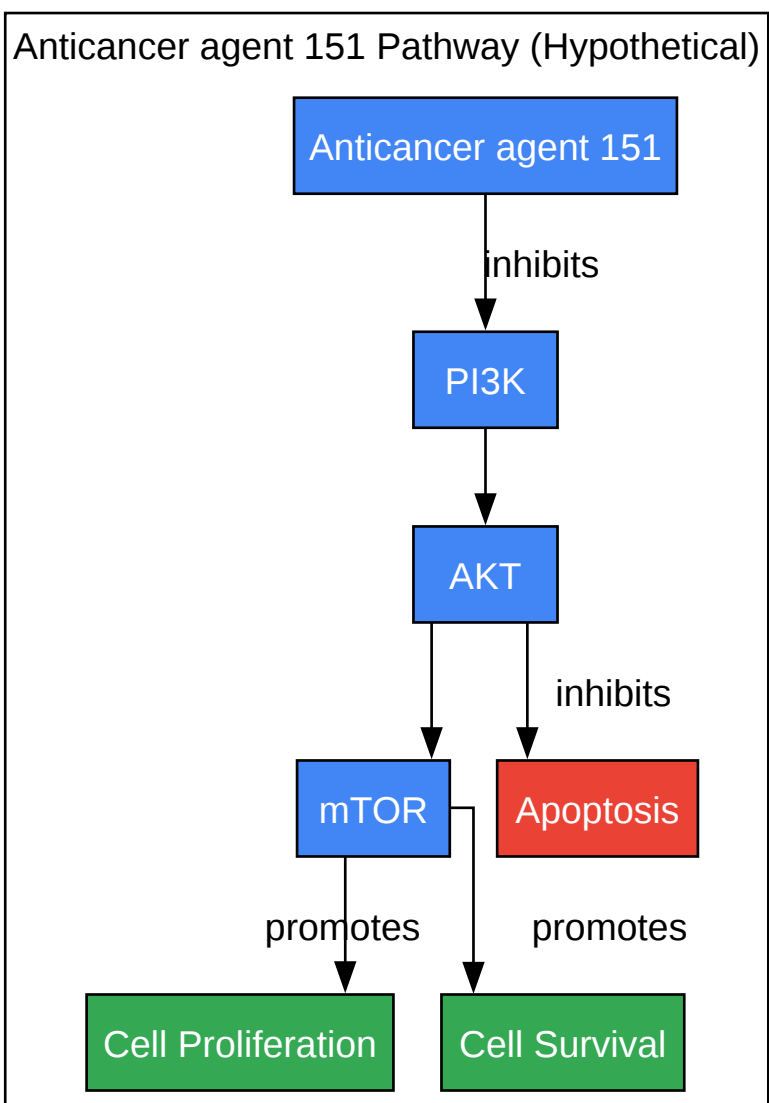 Anticancer agent 151 Pathway (Hypothetical)
Anticancer agent 151
inhibits
PI3K
AKT
inhibits
mTOR
Apoptosis
promotes
promotes
Cell Proliferation
Cell Survival